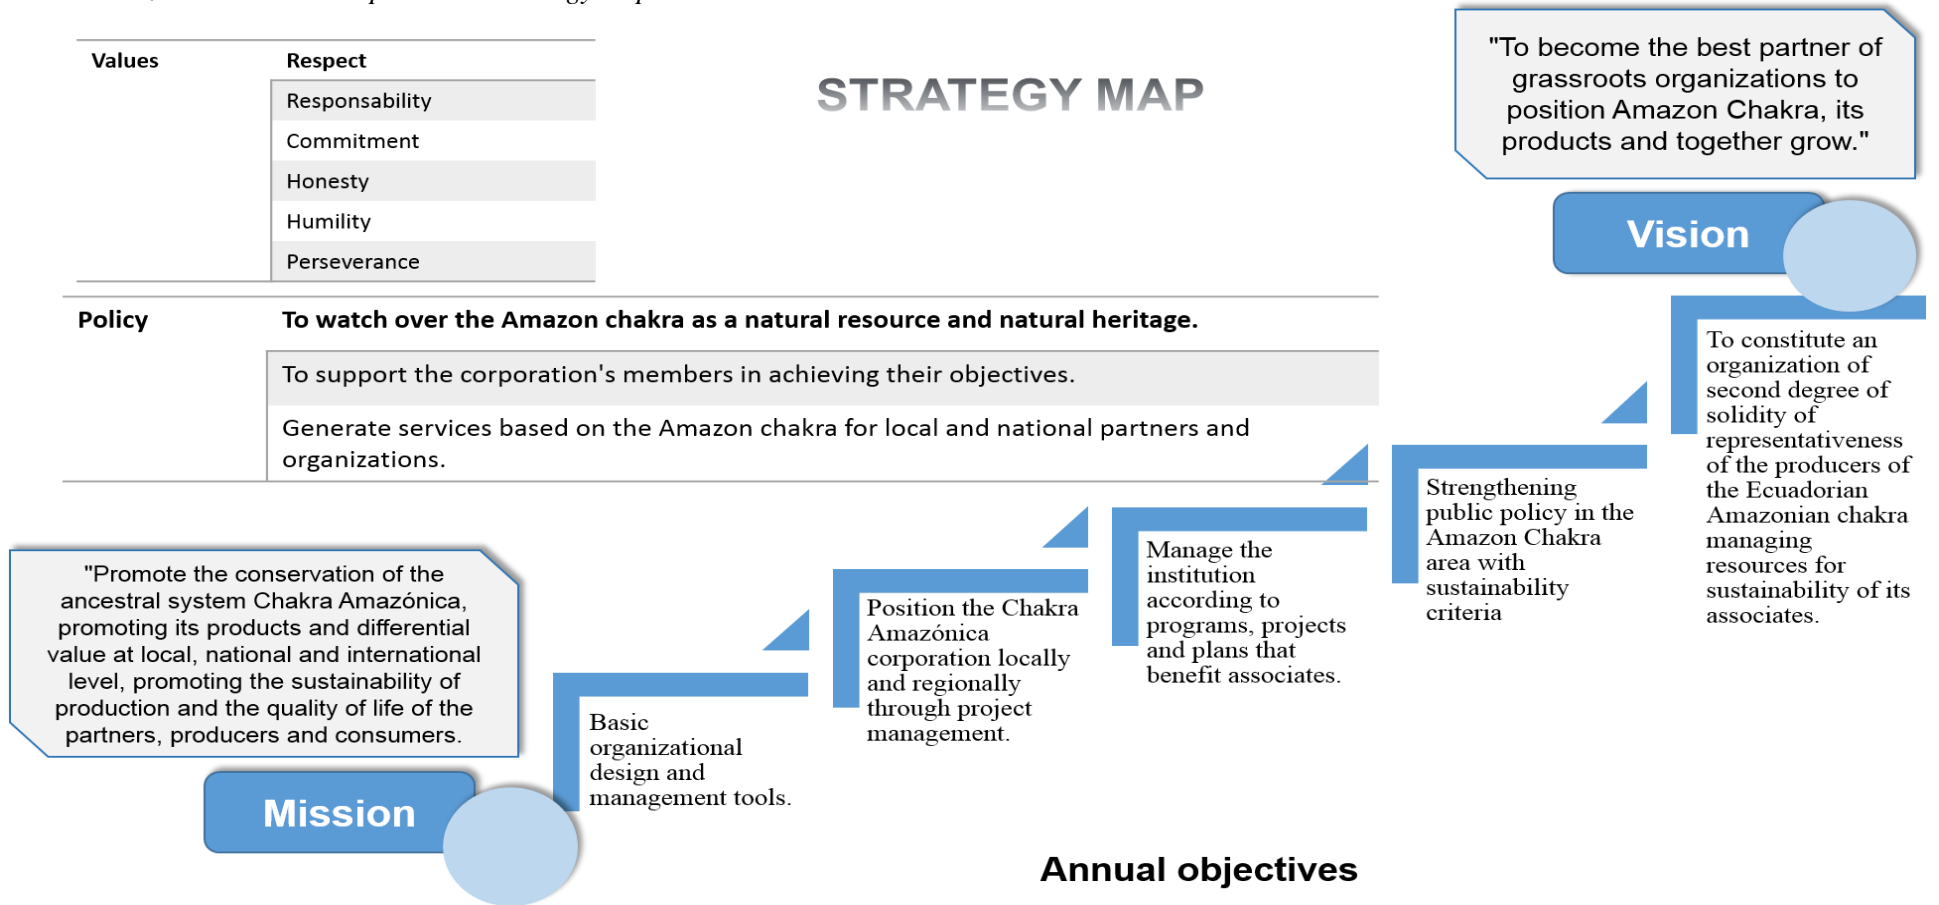 Values
Respect
Responsability
Commitment
Honesty
Humility
Perseverance
STRATEGY MAP
"To become the best partner of
grassroots organizations to
position Amazon Chakra, its
products and together grow."
Vision
Policy
To watch over the Amazon chakra as a natural resource and natural heritage.
To support the corporation's members in achieving their objectives.
Generate services based on the Amazon chakra for local and national partners and
organizations.
"Promote the conservation of the
ancestral system Chakra Amazónica,
promoting its products and differential
value at local, national and international
level, promoting the sustainability of
production and the quality of life of the
partners, producers and consumers.
Mission
Basic
organizational
design and
management tools.
Position the Chakra
Amazónica
corporation locally
and regionally
through project
management.
Manage the
institution
according to
programs, projects
and plans that
benefit associates.
Strengthening
public policy in the
Amazon Chakra
area with
sustainability
criteria
To constitute an
organization of
second degree of
solidity of
representativeness
of the producers of
the Ecuadorian
Amazonian chakra
managing
resources for
sustainability of its
associates.
Annual objectives